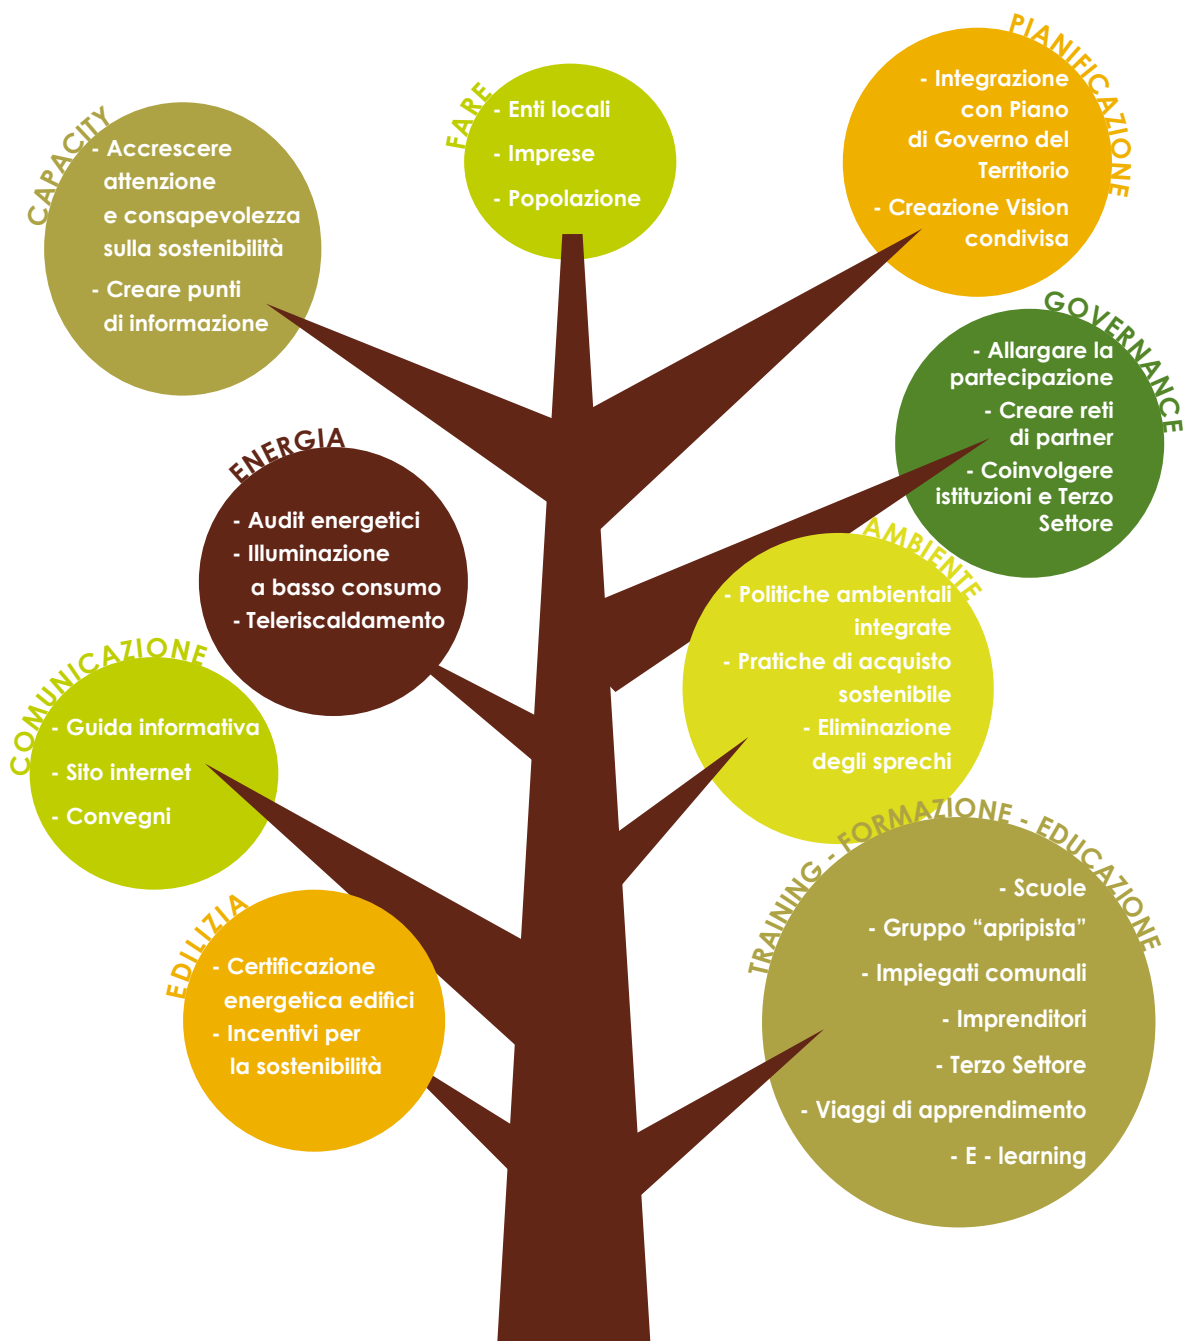 CAPACITY
- Accrescere
attenzione
e consapevolezza
sulla sostenibilità
- Creare punti
di informazione
FARE
- Enti locali
- Imprese
- Popolazione
PIANIFICAZIONE
- Integrazione
con Piano
di Governo del
Territorio
- Creazione Vision
condivisa
GOVERNANCE
- Allargare la
partecipazione
- Creare reti
di partner
- Coinvolgere
istituzioni e Terzo
Settore
ENERGIA
- Audit energetici
- Illuminazione
a basso consumo
- Teleriscaldamento
AMBIENTE
- Politiche ambientali
integrate
- Pratiche di acquisto
sostenibile
- Eliminazione
degli sprechi
COMUNICAZIONE
- Guida informativa
- Sito internet
- Convegni
EDILIZIA
- Certificazione
energetica edifici
- Incentivi per
la sostenibilità
TRAINING - FORMAZIONE - EDUCAZIONE
- Scuole
- Gruppo “apripista”
- Impiegati comunali
- Imprenditori
- Terzo Settore
- Viaggi di apprendimento
- E - learning